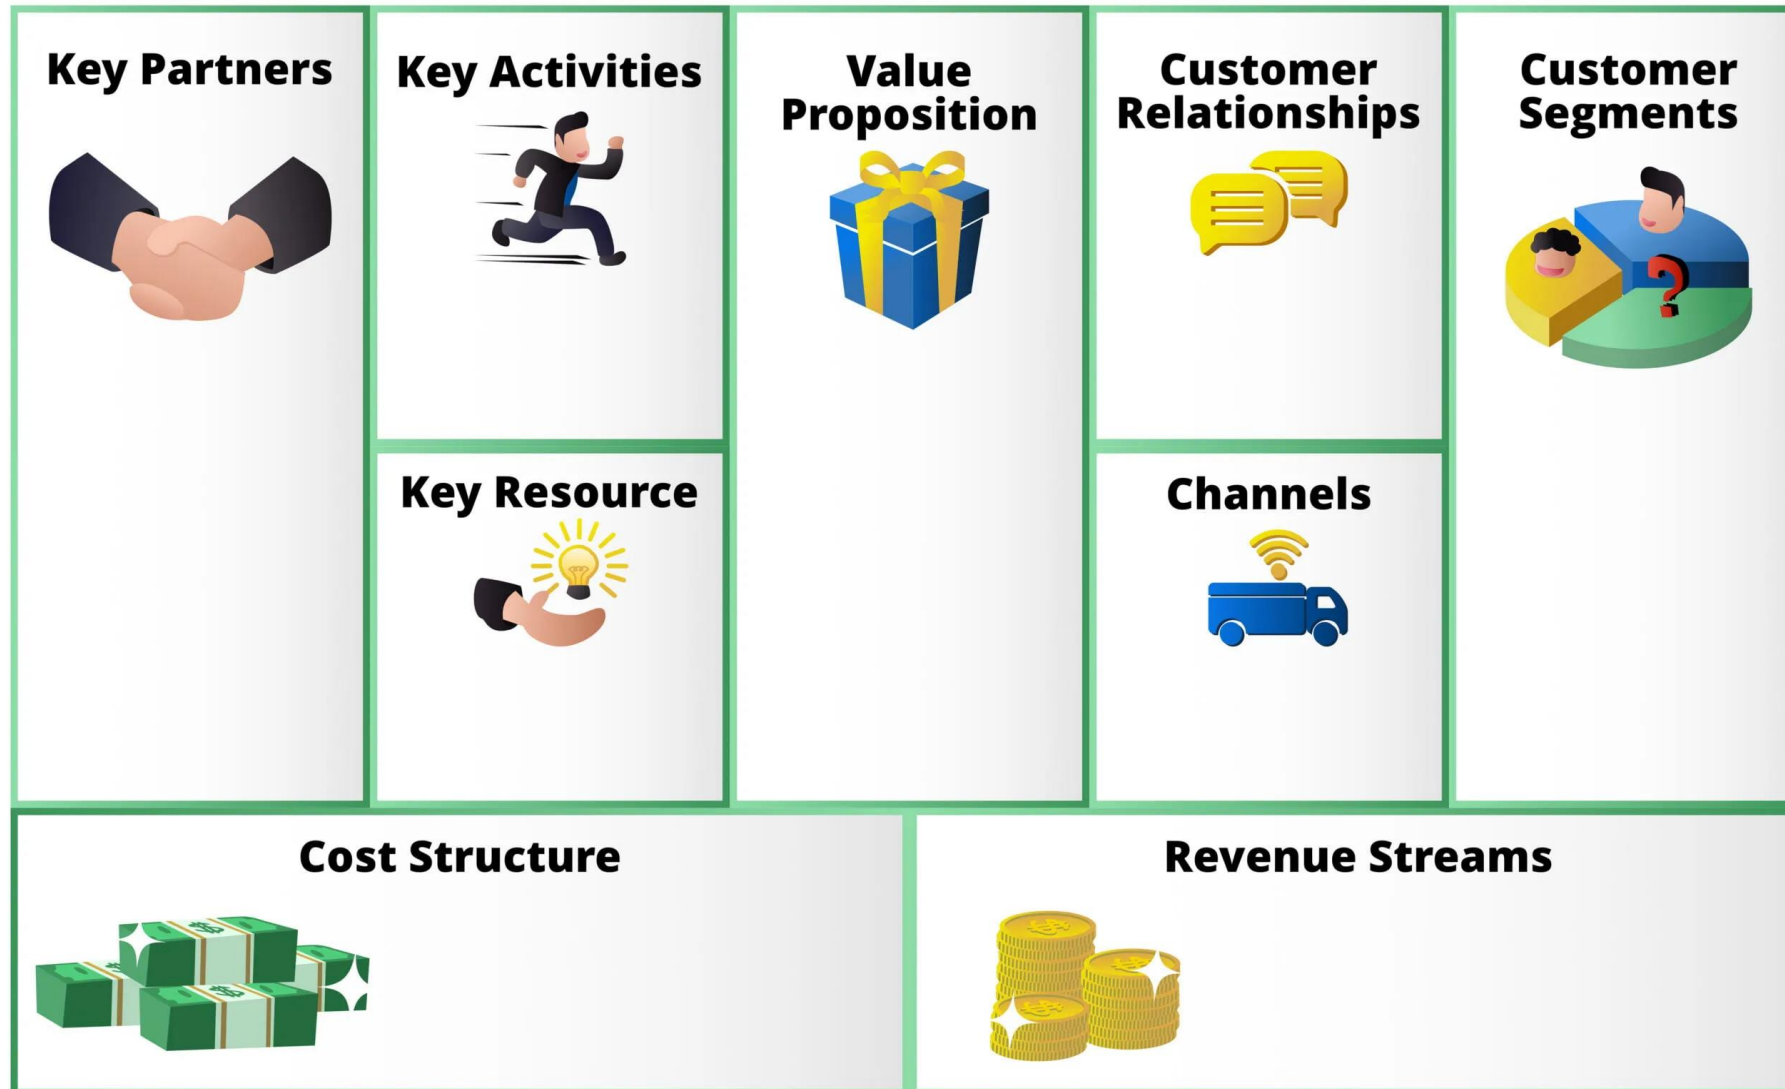 Key Partners
Key Activities
Value
Proposition
Customer
Relationships
Customer
Segments
Key Resource
Channels
Cost Structure
Revenue Streams